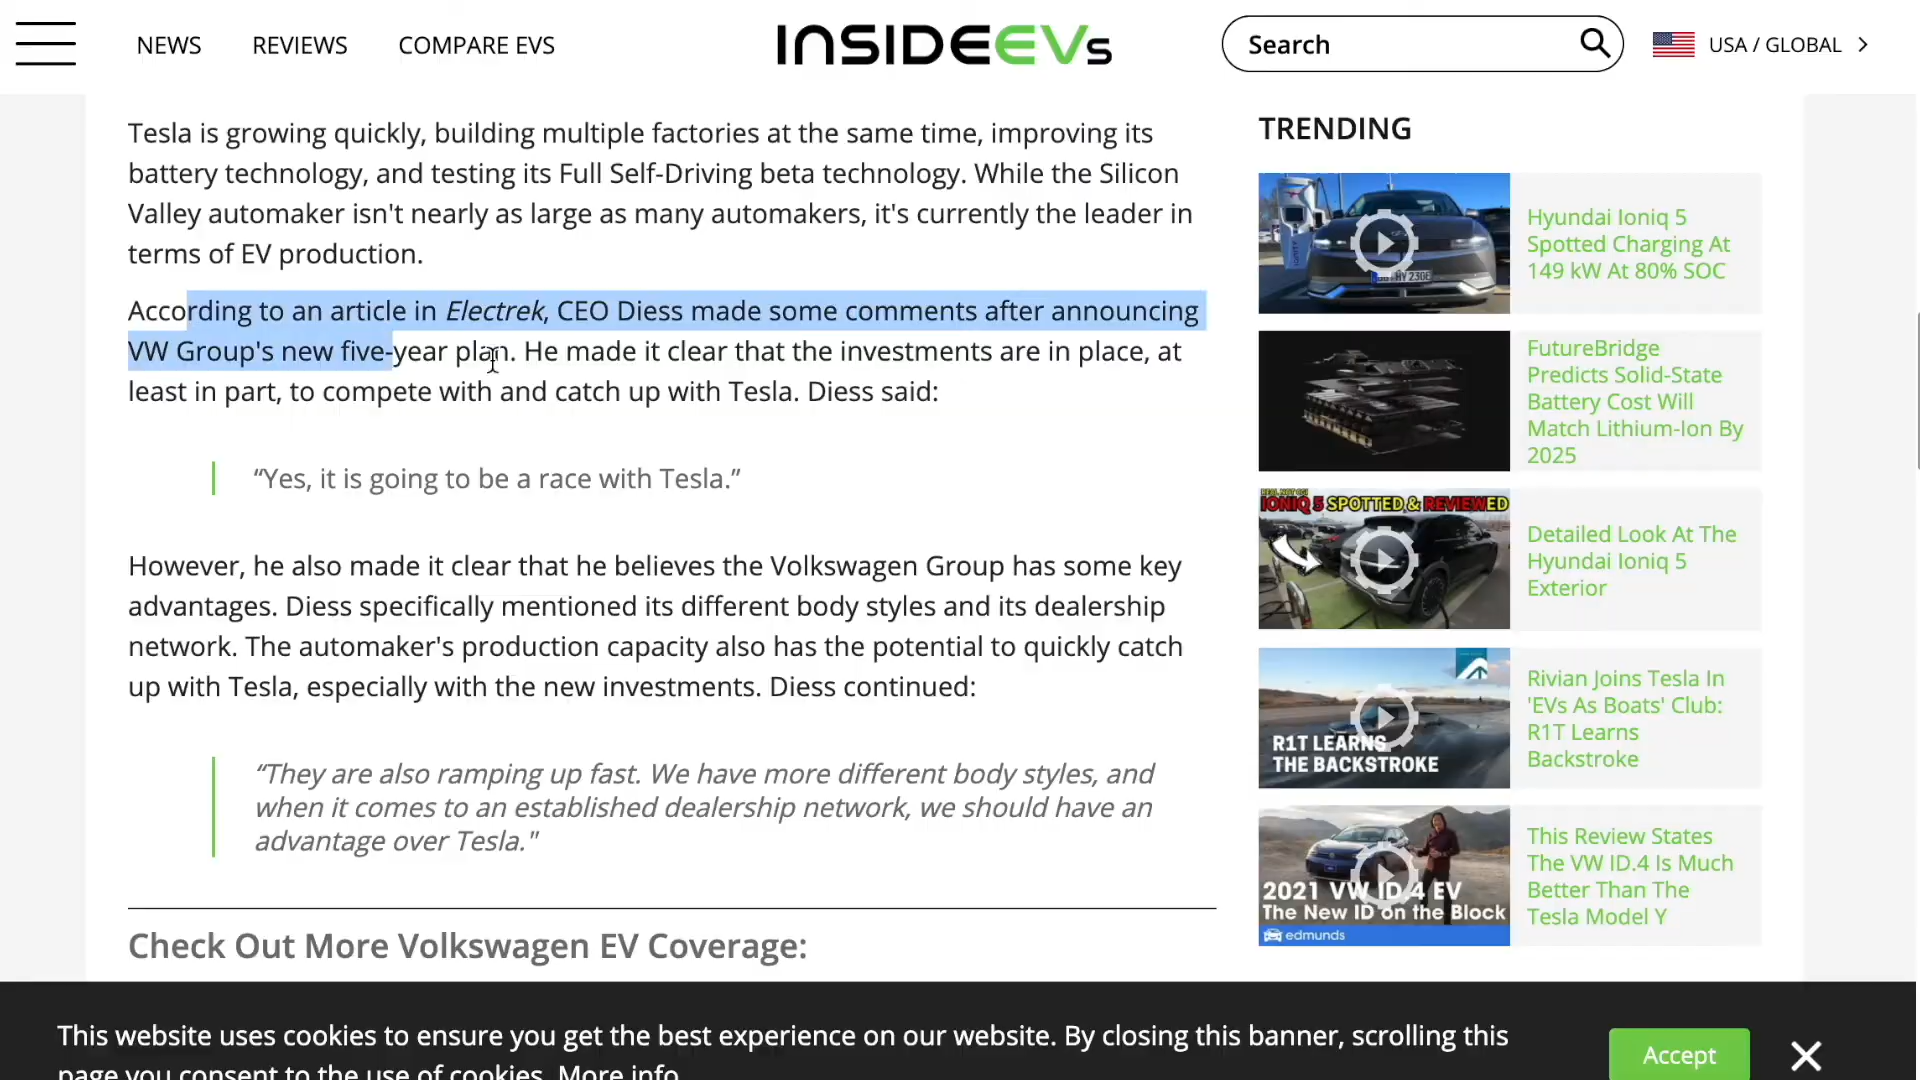 NEWS
REVIEWS
COMPARE EVS
INSIDEEVs
Search
USA / GLOBAL
Tesla is growing quickly, building multiple factories at the same time, improving its
battery technology, and testing its Full Self-Driving beta technology. While the Silicon
Valley automaker isn't nearly as large as many automakers, it's currently the leader in
terms of EV production.
According to an article in Electrek, CEO Diess made some comments after announcing
VW Group's new five-year plan. He made it clear that the investments are in place, at
least in part, to compete with and catch up with Tesla. Diess said:
“Yes, it is going to be a race with Tesla.”
However, he also made it clear that he believes the Volkswagen Group has some key
advantages. Diess specifically mentioned its different body styles and its dealership
network. The automaker's production capacity also has the potential to quickly catch
up with Tesla, especially with the new investments. Diess continued:
“They are also ramping up fast. We have more different body styles, and
when it comes to an established dealership network, we should have an
advantage over Tesla."
Check Out More Volkswagen EV Coverage:
TRENDING
Hyundai Ioniq 5
Spotted Charging At
149 kW At 80% SOC
FutureBridge
Predicts Solid-State
Battery Cost Will
Match Lithium-Ion By
2025
IONIQ 5 SPOTTED & REVIEWED
Detailed Look At The
Hyundai Ioniq 5
Exterior
R1T LEARNS
THE BACKSTROKE
Rivian Joins Tesla In
'EVs As Boats' Club:
R1T Learns
Backstroke
2021 VW ID.4 EV
The New ID on the Block
edmunds
This Review States
The VW ID.4 Is Much
Better Than The
Tesla Model Y
This website uses cookies to ensure you get the best experience on our website. By closing this banner, scrolling this
page you consent to the use of cookies. More info
Accept